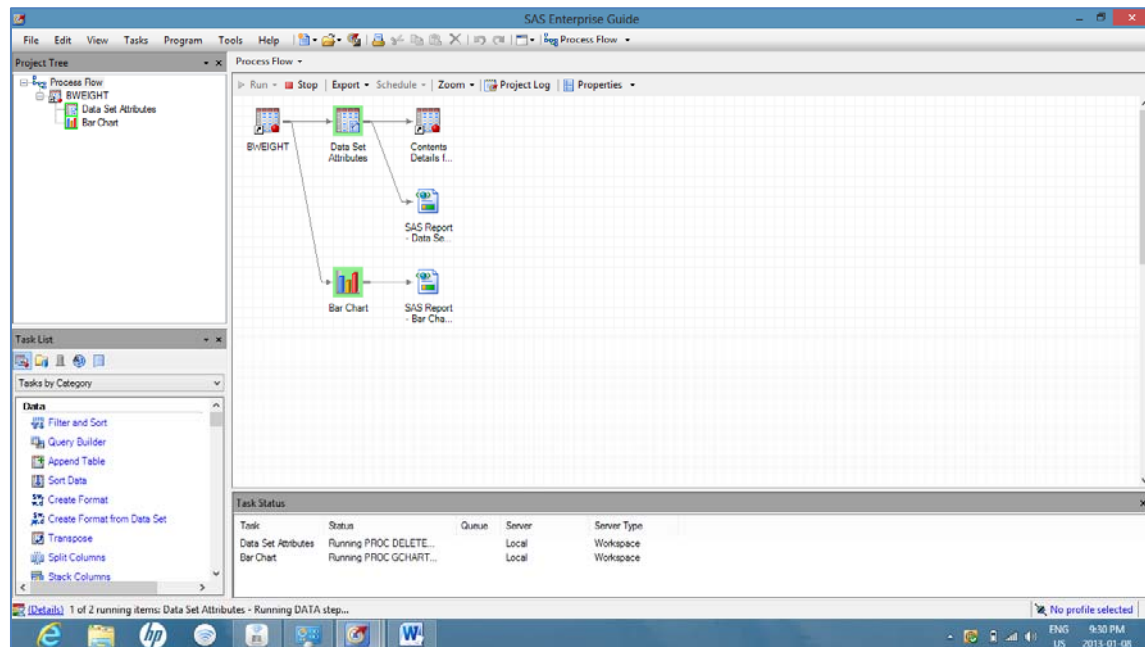 SAS Enterprise Guide
File Edit View Tasks Program Tools Help Process Flow
Project Tree
Process Flow
BWEIGHT
Data Set Attributes
Bar Chart
Process Flow
Run Stop Export Schedule Zoom Project Log Properties
BWEIGHT
Data Set
Attributes
Contents
Details f...
SAS Report
- Data Se...
Bar Chart
SAS Report
- Bar Cha...
Task List
Tasks by Category
Data
Filter and Sort
Query Builder
Append Table
Sort Data
Create Format
Create Format from Data Set
Transpose
Split Columns
Stack Columns
Task Status
Task Status Queue Server Server Type
Data Set Attributes Running PROC DELETE... Local Workspace
Bar Chart Running PROC GCHART... Local Workspace
(Details) 1 of 2 running items: Data Set Attributes - Running DATA step... No profile selected
hp
W
ENG 9:30 PM
US 2013-01-08